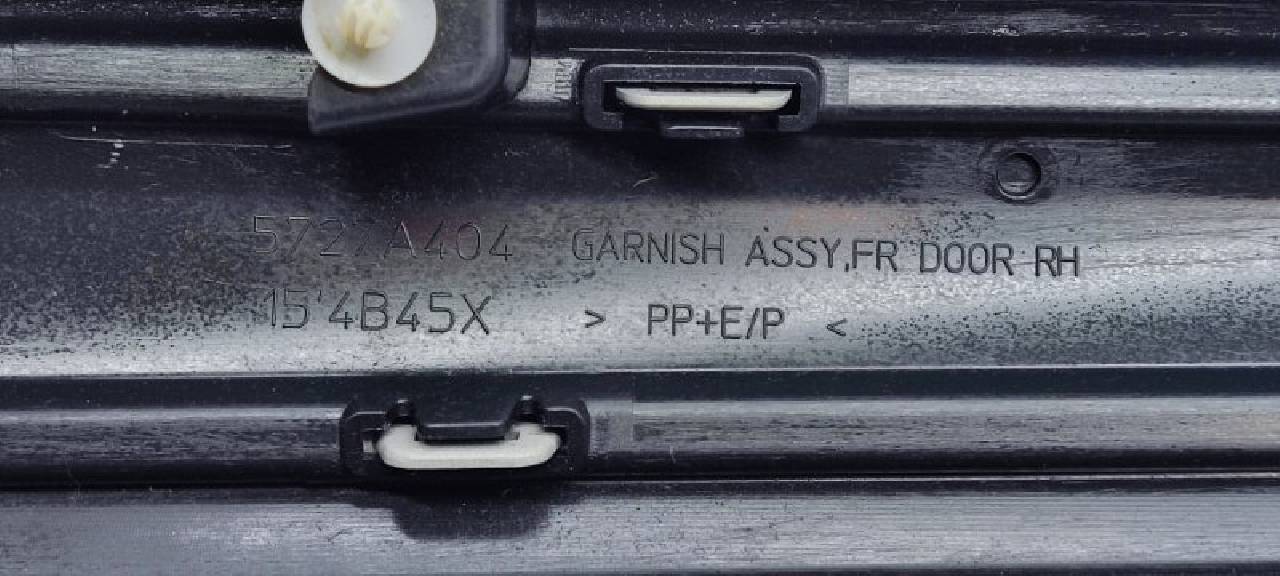 5727A404 GARNISH ASSY,FR DOOR RH
15'4B45X > PP+E/P <